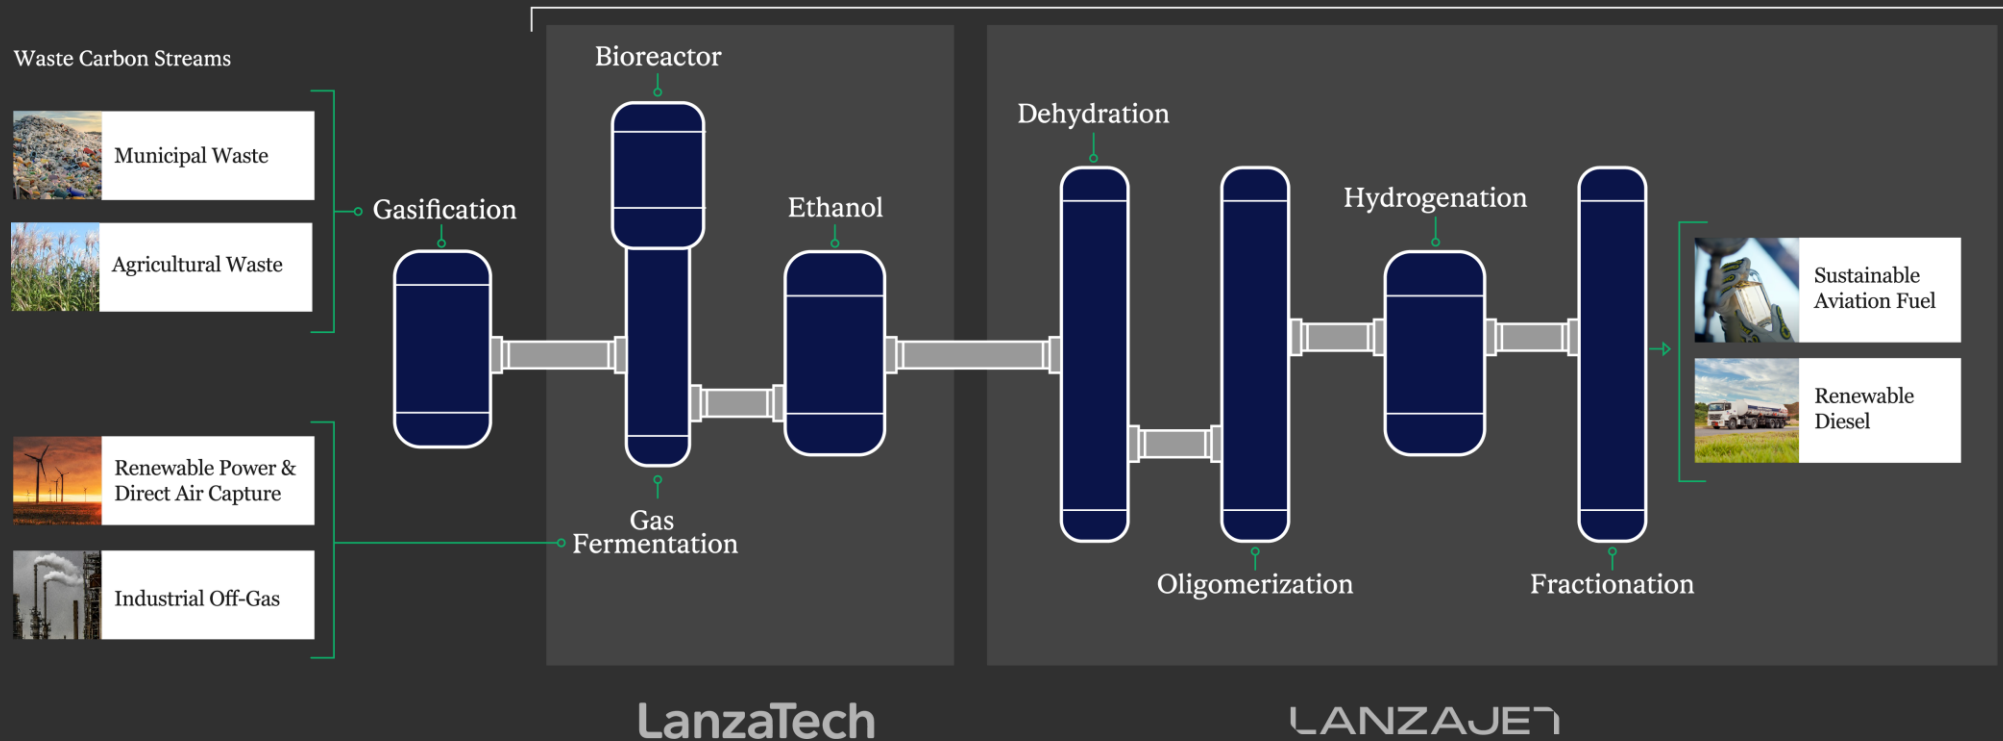 Waste Carbon Streams
Municipal Waste
Agricultural Waste
Renewable Power &
Direct Air Capture
Industrial Off-Gas
Gasification
Bioreactor
Gas
Fermentation
Ethanol
Dehydration
Oligomerization
Hydrogenation
Fractionation
Sustainable
Aviation Fuel
Renewable
Diesel
LanzaTech
LANZAJET